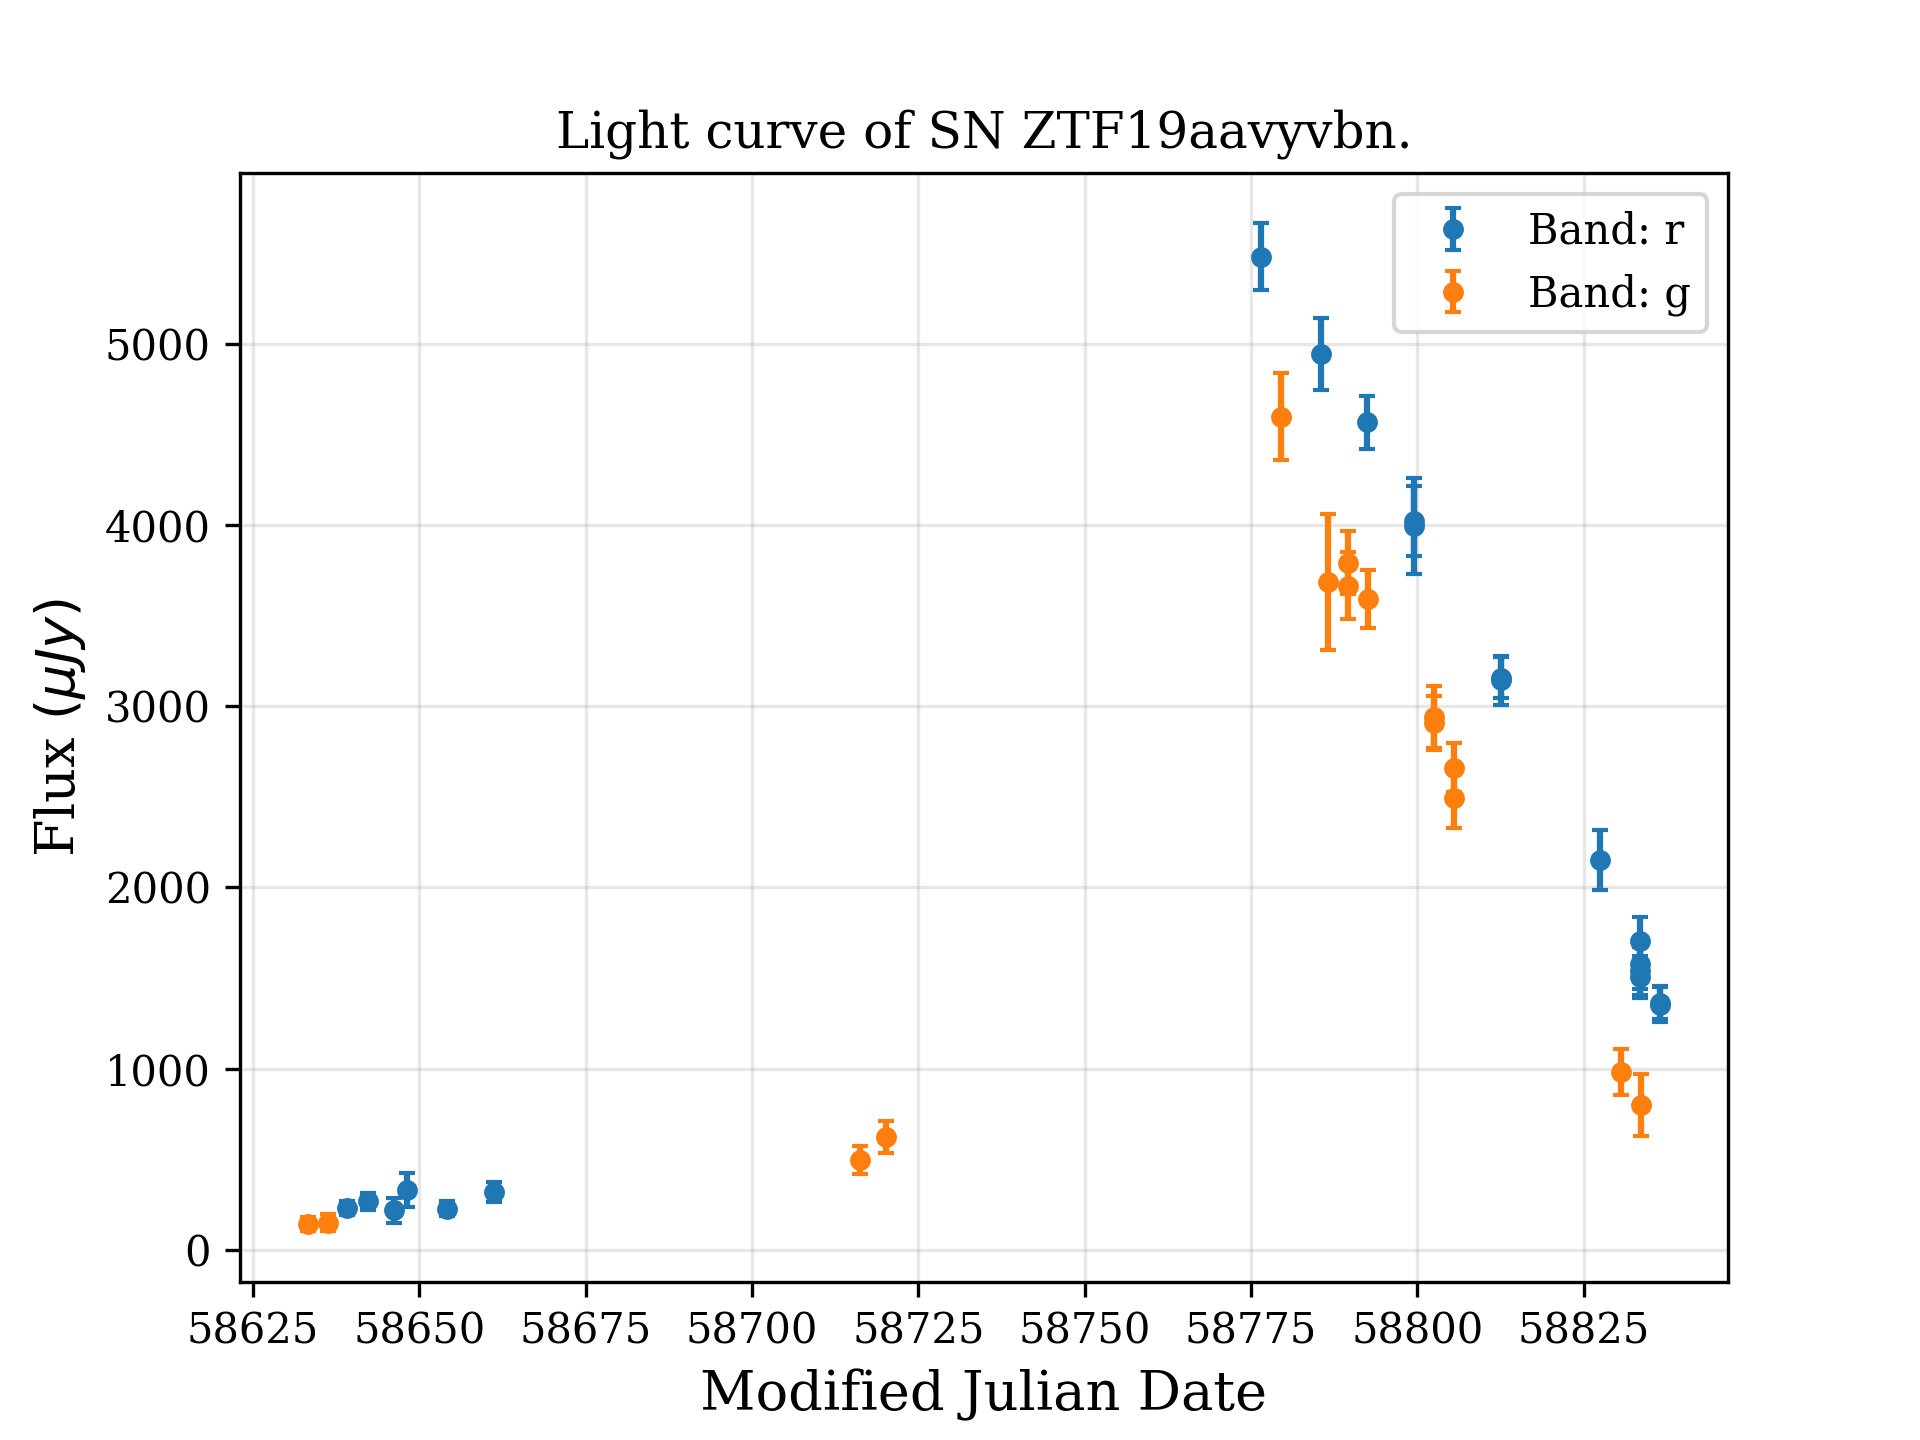 Light curve of SN ZTF19aavyvbn.
Band: r
Band: g
Flux (μJy)
5000
4000
3000
2000
1000
0
58625 58650 58675 58700 58725 58750 58775 58800 58825
Modified Julian Date